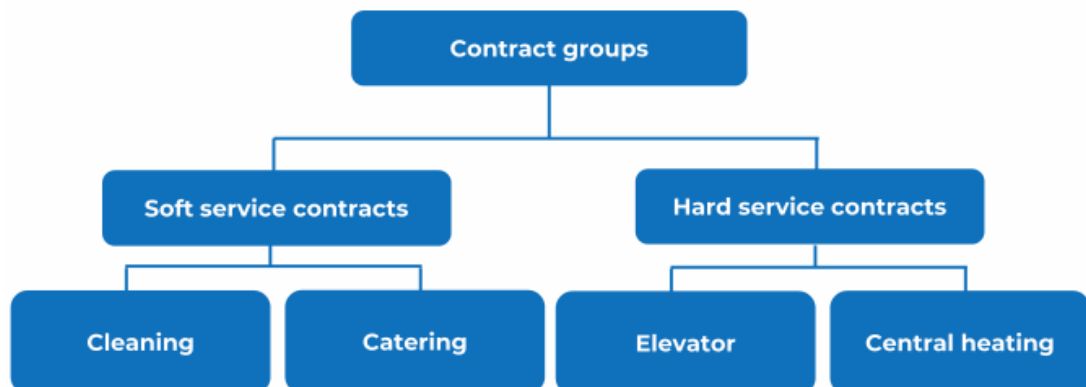 Contract groups
Soft service contracts
Hard service contracts
Cleaning
Catering
Elevator
Central heating